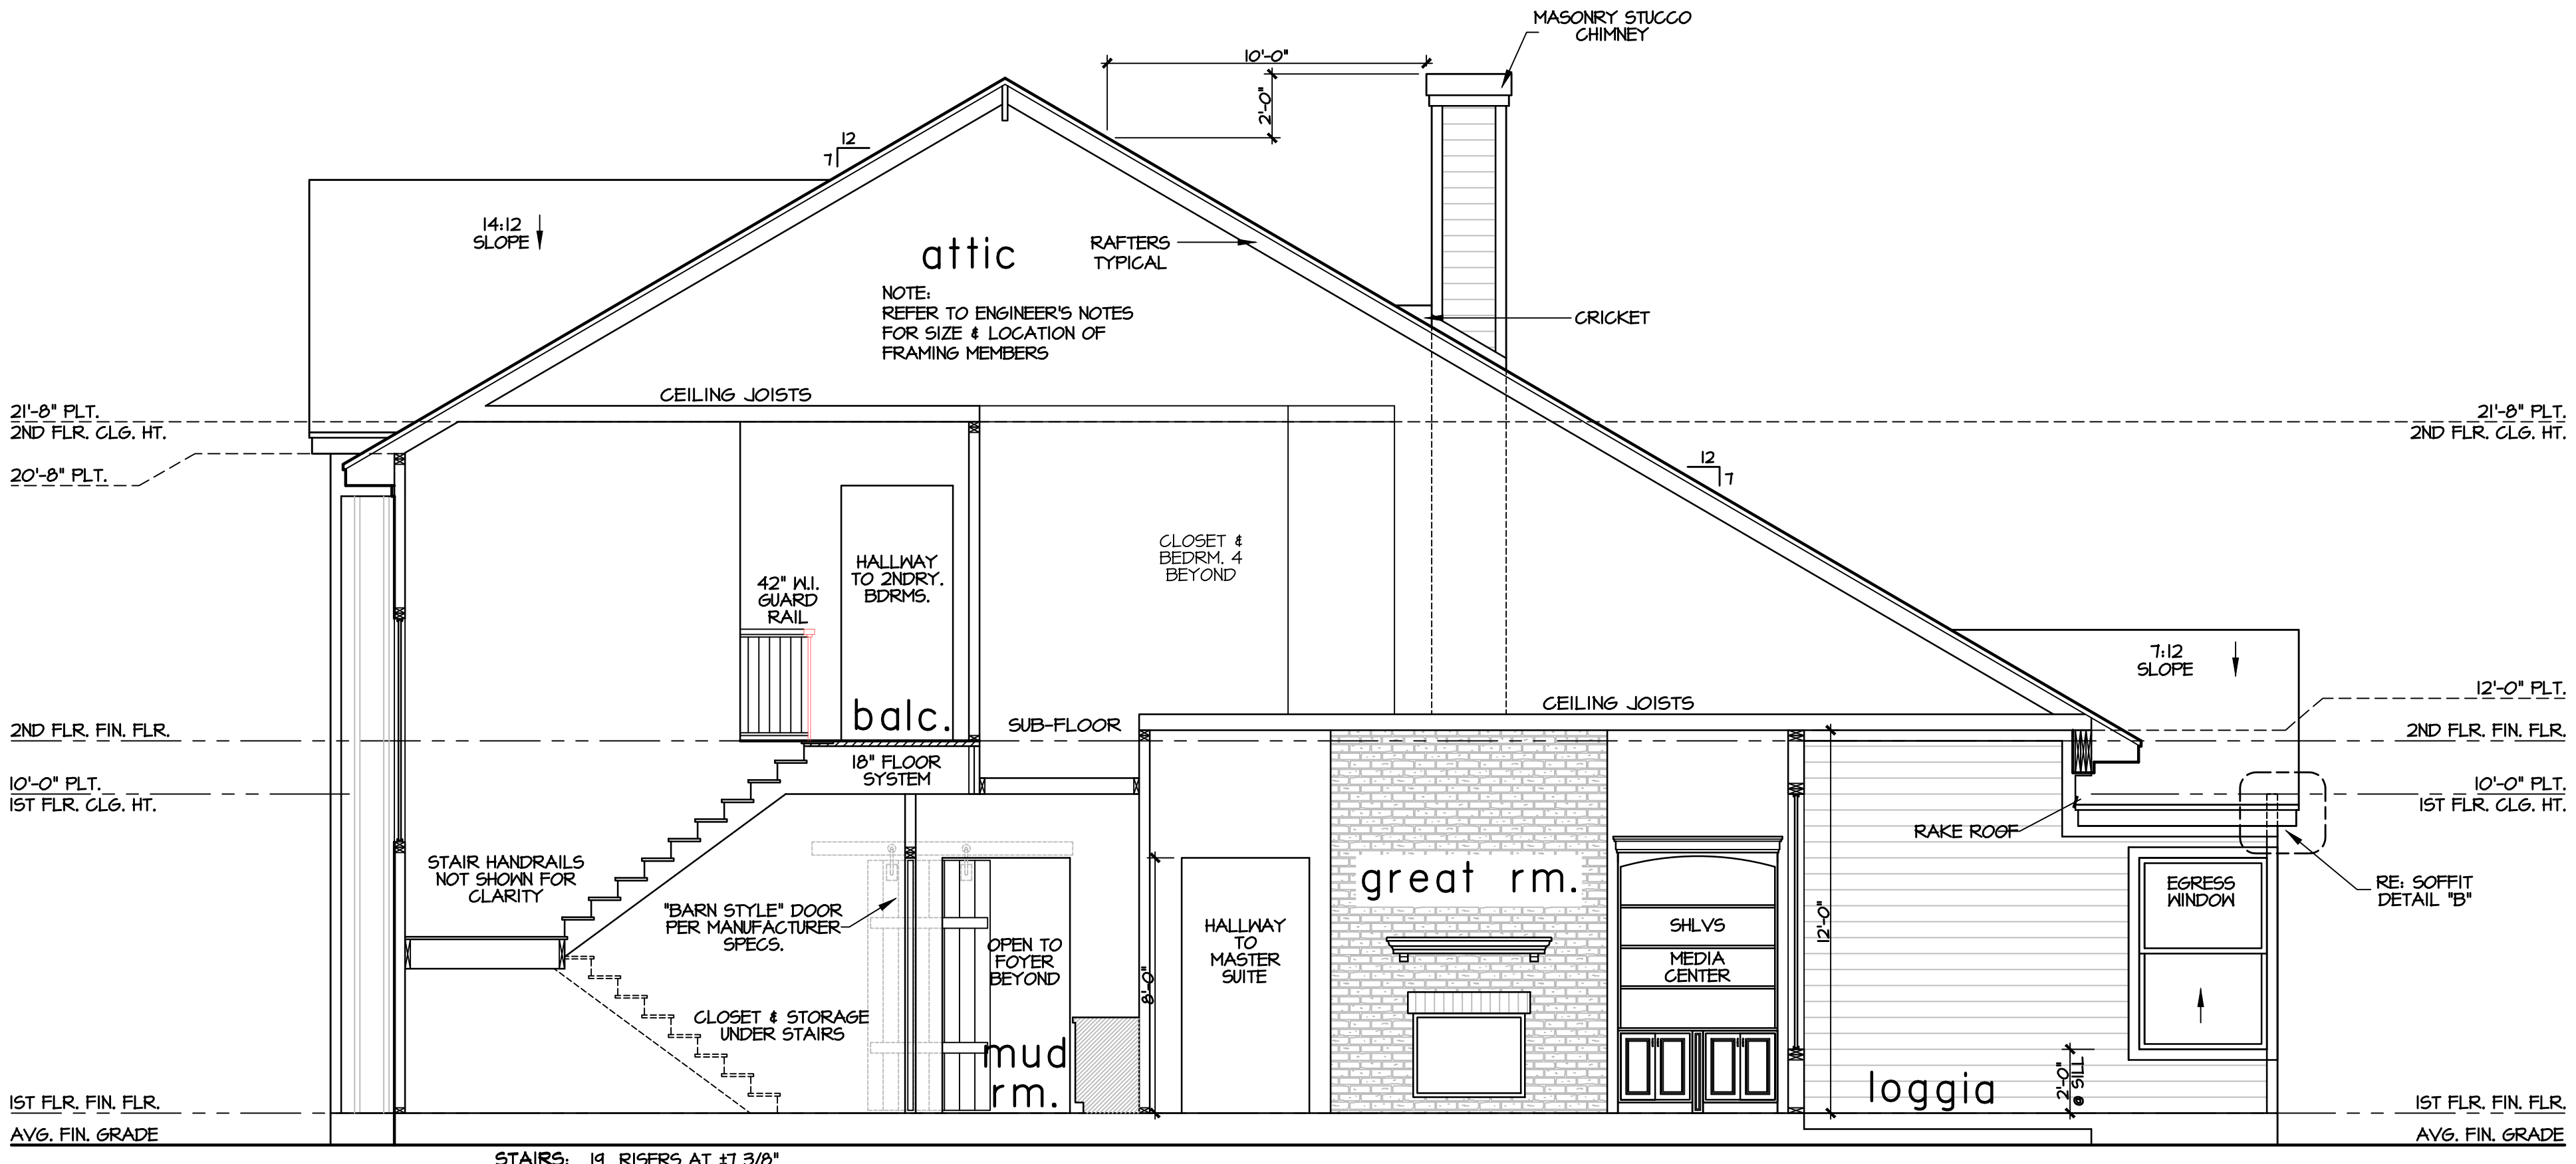 MASONRY STUCCO
CHIMNEY
10'-0"
2'-0"
12
7
14:12
SLOPE
attic
RAFTERS
TYPICAL
NOTE:
REFER TO ENGINEER'S NOTES
FOR SIZE & LOCATION OF
FRAMING MEMBERS
CRICKET
CEILING JOISTS
21'-8" PLT.
2ND FLR. CLG. HT.
20'-8" PLT.
21'-8" PLT.
2ND FLR. CLG. HT.
12
7
CLOSET &
BEDRM. 4
BEYOND
HALLWAY
TO 2NDRY.
BDRMS.
42" W.I.
GUARD
RAIL
balc.
SUB-FLOOR
CEILING JOISTS
7:12
SLOPE
12'-0" PLT.
2ND FLR. FIN. FLR.
2ND FLR. FIN. FLR.
18" FLOOR
SYSTEM
10'-0" PLT.
1ST FLR. CLG. HT.
10'-0" PLT.
1ST FLR. CLG. HT.
RAKE ROOF
STAIR HANDRAILS
NOT SHOWN FOR
CLARITY
"BARN STYLE" DOOR
PER MANUFACTURER
SPECS.
OPEN TO
FOYER
BEYOND
8'-0"
HALLWAY
TO
MASTER
SUITE
great rm.
SHLVS
MEDIA
CENTER
12'-0"
EGRESS
WINDOW
RE: SOFFIT
DETAIL "B"
CLOSET & STORAGE
UNDER STAIRS
mud
rm.
loggia
2'-0"
@ SILL
1ST FLR. FIN. FLR.
AVG. FIN. GRADE
1ST FLR. FIN. FLR.
AVG. FIN. GRADE
STAIRS: 19 RISERS AT ±7 3/8"